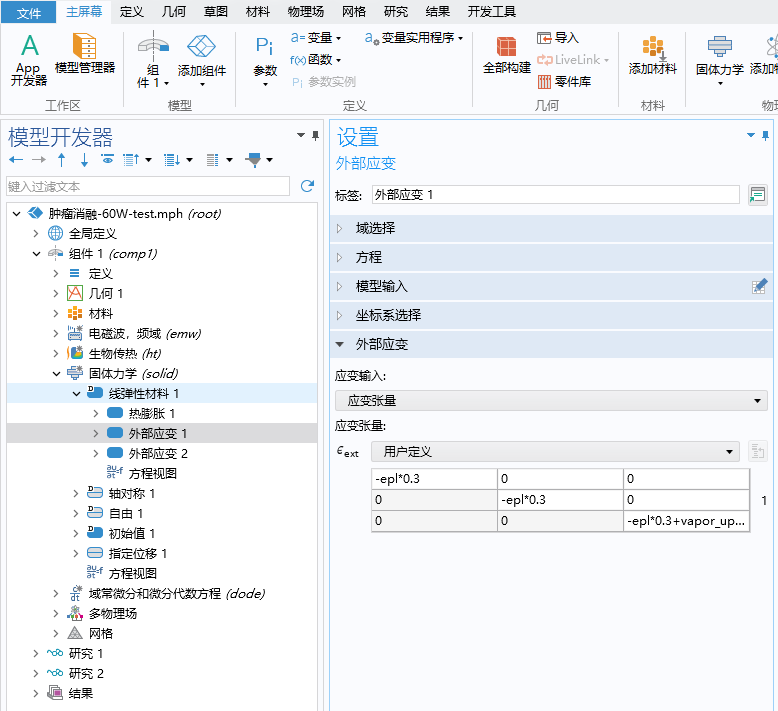 文件 主屏幕 定义 几何 草图 材料 物理场 网格 研究 结果 开发工具
App
开发器
模型管理器
工作区
组
件 1
添加组件
模型
Pi
参数
a= 变量
f(x) 函数
Pi 参数实例
a= 变量实用程序
定义
全部构建
导入
LiveLink
零件库
几何
添加材料
材料
固体力学
添加物
物理
模型开发器
键入过滤文本
肿瘤消融-60W-test.mph (root)
全局定义
组件 1 (comp1)
定义
几何 1
材料
电磁波，频域 (emw)
生物传热 (ht)
固体力学 (solid)
线弹性材料 1
热膨胀 1
外部应变 1
外部应变 2
方程视图
轴对称 1
自由 1
初始值 1
指定位移 1
方程视图
域常微分和微分代数方程 (dode)
多物理场
网格
研究 1
研究 2
结果
设置
外部应变
标签: 外部应变 1
域选择
方程
模型输入
坐标系选择
外部应变
应变输入:
应变张量
应变张量:
ϵext 用户定义
-epl*0.3 0 0
0 -epl*0.3 0 1
0 0 -epl*0.3+vapor_up...